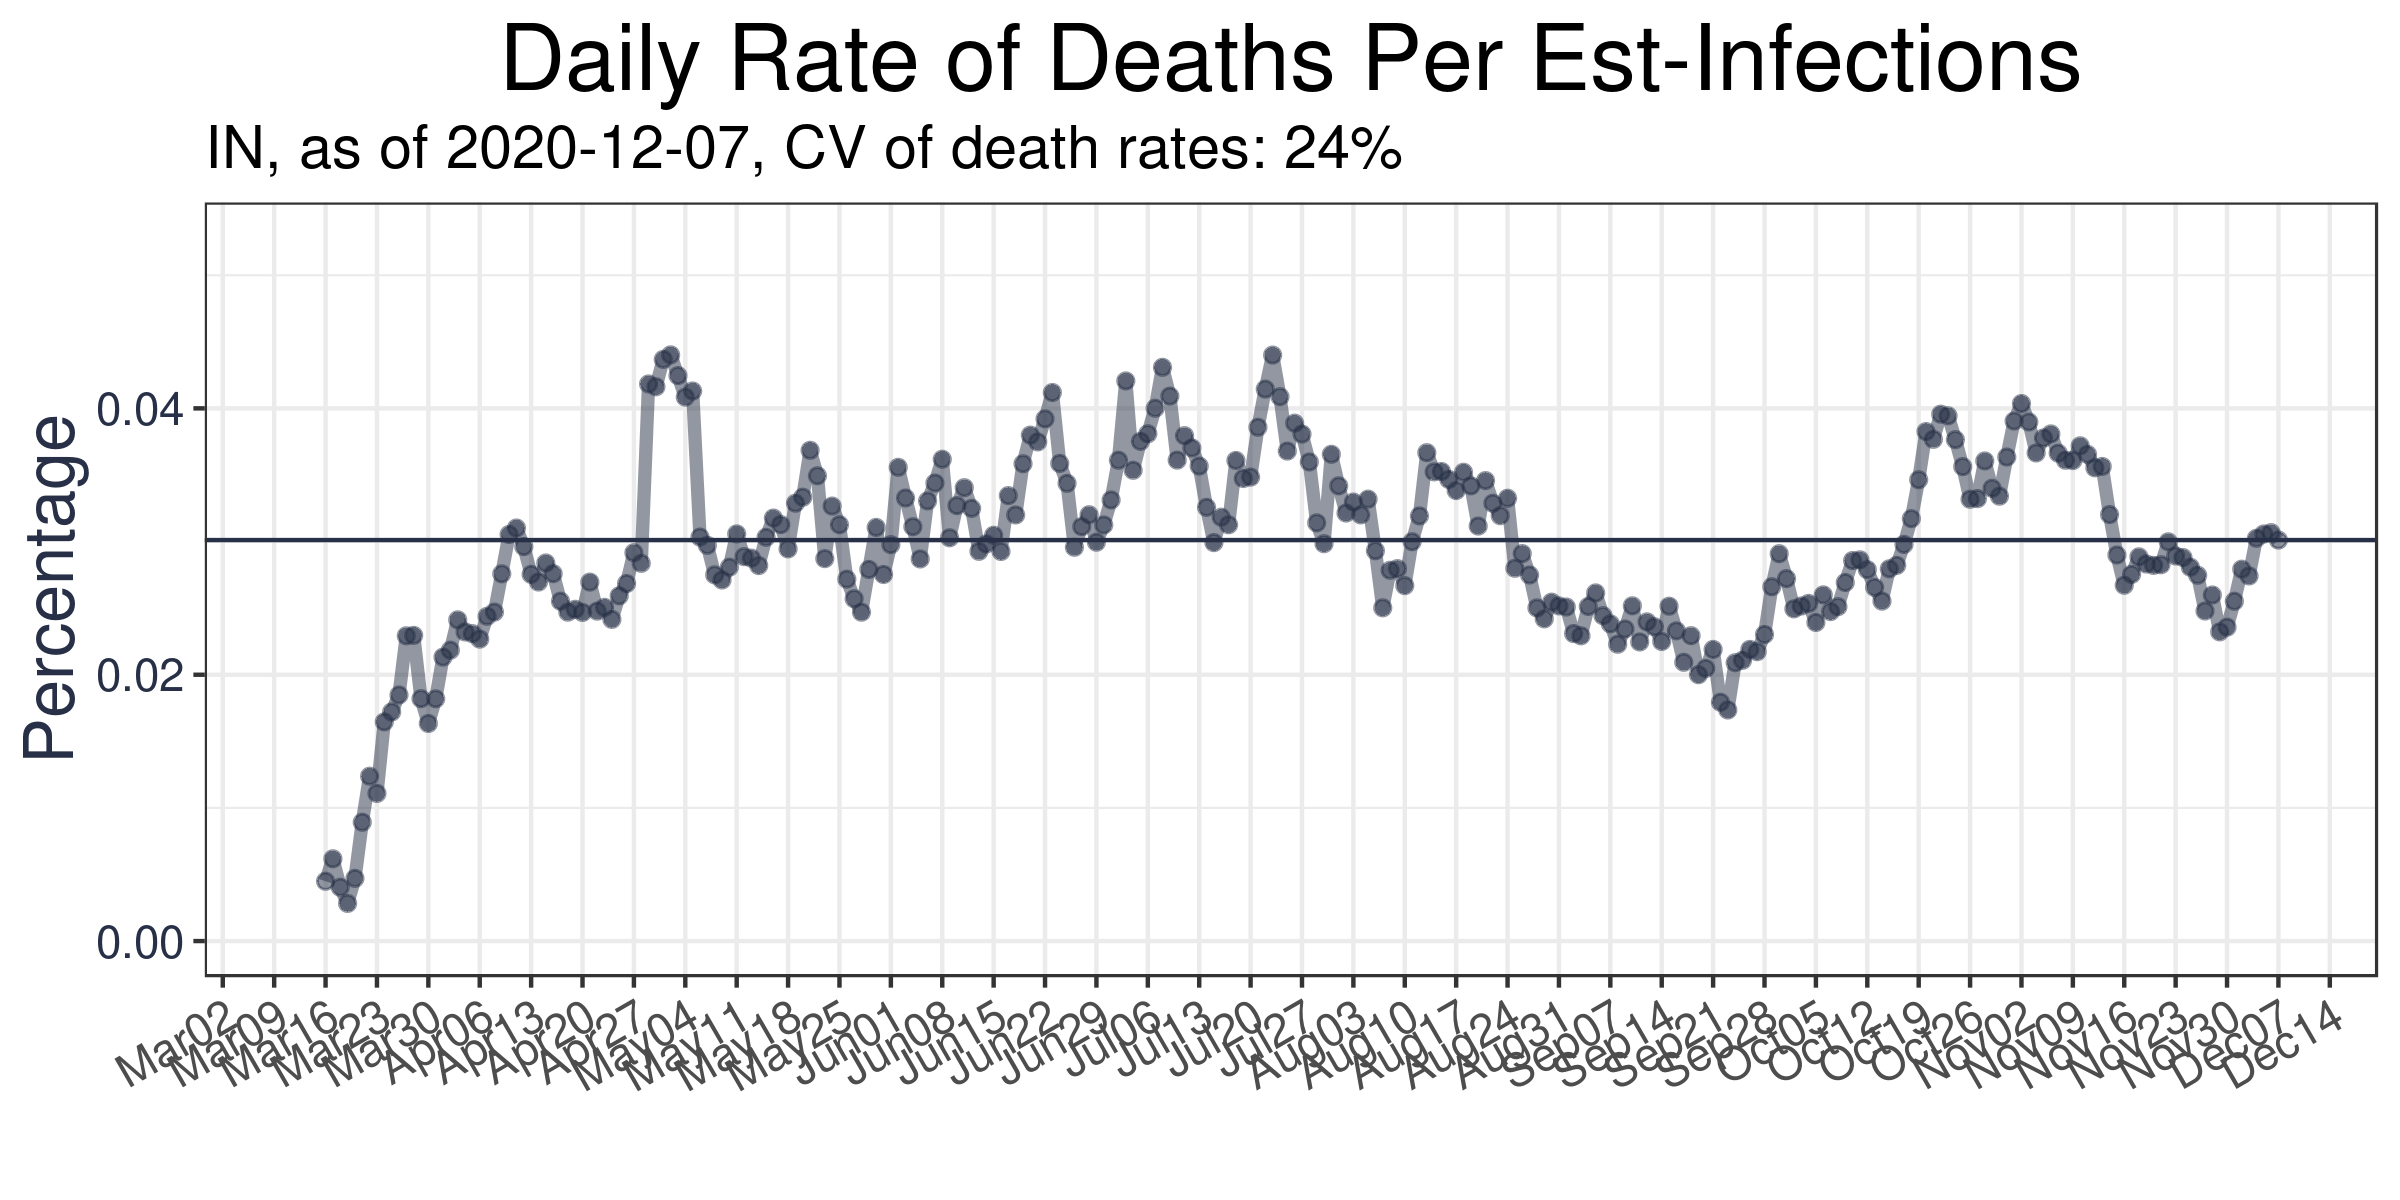 Daily Rate of Deaths Per Est-Infections
IN, as of 2020-12-07, CV of death rates: 24%
Percentage
0.04
0.02
0.00
Mar02
Mar09
Mar16
Mar23
Mar30
Apr06
Apr13
Apr20
Apr27
May04
May11
May18
May25
Jun01
Jun08
Jun15
Jun22
Jun29
Jul06
Jul13
Jul20
Jul27
Aug03
Aug10
Aug17
Aug24
Aug31
Sep07
Sep14
Sep21
Sep28
Oct05
Oct12
Oct19
Oct26
Nov02
Nov09
Nov16
Nov23
Nov30
Dec07
Dec14